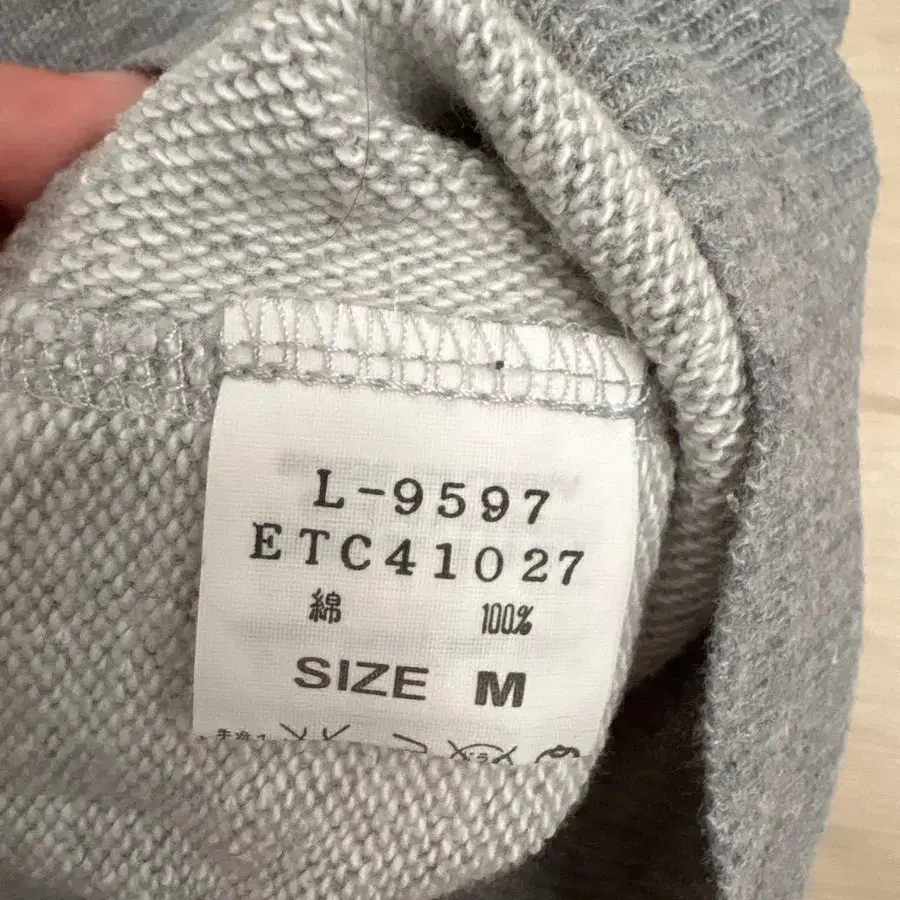 L-9597
ETC41027
綿 100%
SIZE M